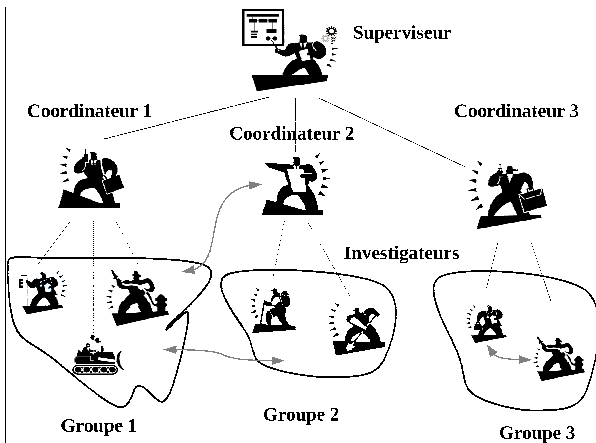 Superviseur
Coordinateur 1
Coordinateur 3
Coordinateur 2
Investigateurs
Groupe 1
Groupe 2
Groupe 3